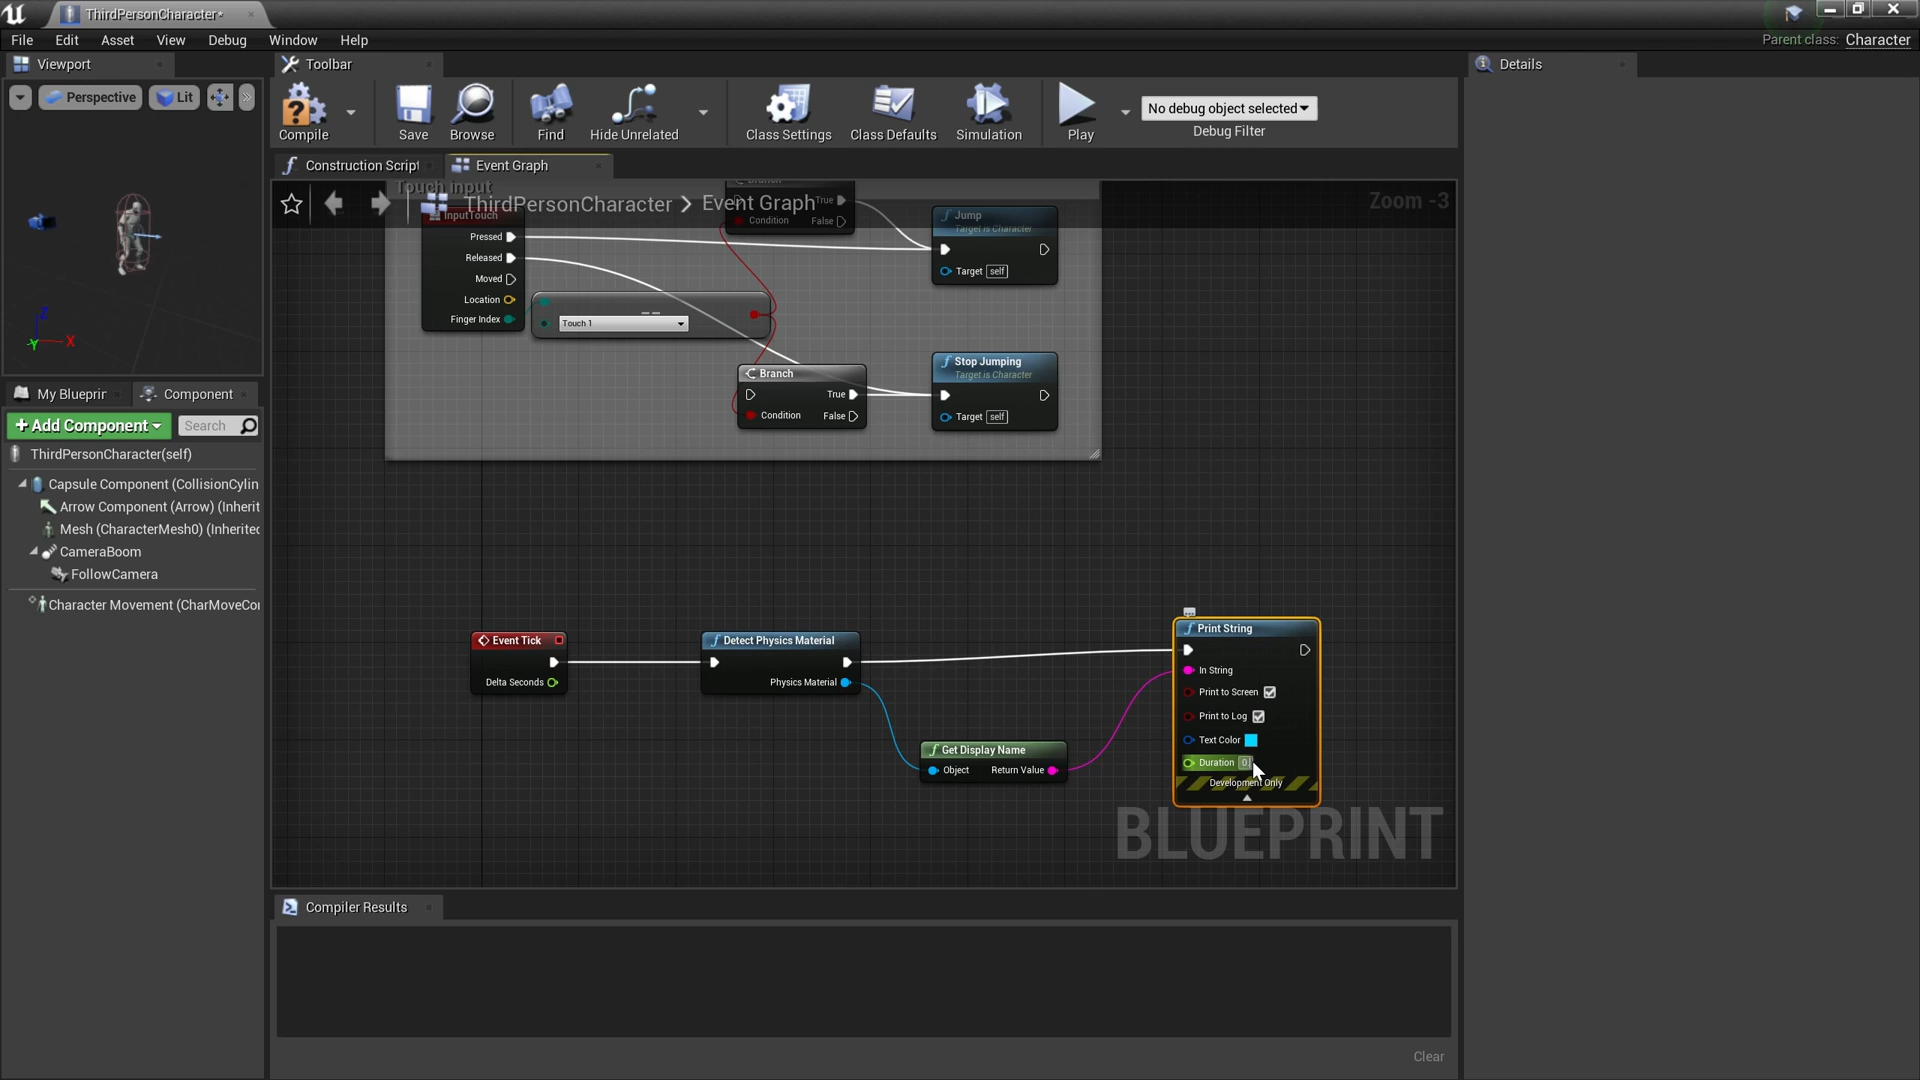 ThirdPersonCharacter*
File Edit Asset View Debug Window Help
Parent class: Character
Viewport
Toolbar
Details
Perspective
Lit
Compile
Save
Browse
Find
Hide Unrelated
Class Settings
Class Defaults
Simulation
Play
No debug object selected
Debug Filter
Construction Script
Event Graph
Touch input
ThirdPersonCharacter > Event Graph
Zoom -3
InputTouch
Pressed
Released
Moved
Location
Finger Index
Branch
True
Condition
False
Jump
Target is Character
Target self
==
Touch 1
Branch
True
Condition
False
Stop Jumping
Target is Character
Target self
My Blueprir
Component
+ Add Component
Search
ThirdPersonCharacter(self)
Capsule Component (CollisionCylin
Arrow Component (Arrow) (Inherit
Mesh (CharacterMesh0) (Inherited
CameraBoom
FollowCamera
Character Movement (CharMoveCor
Event Tick
Delta Seconds
Detect Physics Material
Physics Material
Get Display Name
Object
Return Value
Print String
In String
Print to Screen
Print to Log
Text Color
Duration 0
Development Only
BLUEPRINT
Compiler Results
Clear
X
Y
Z